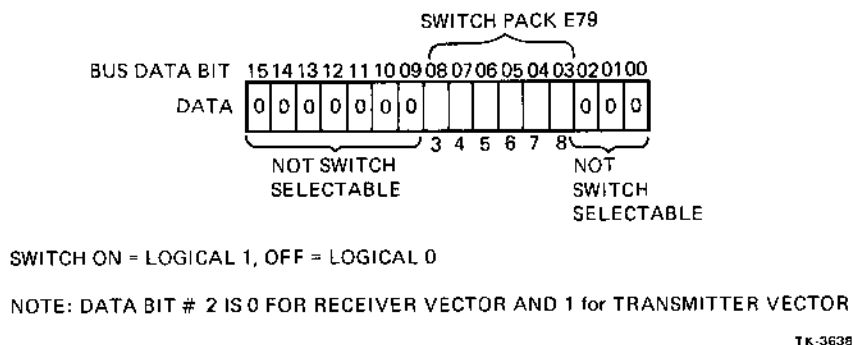 SWITCH PACK E79
BUS DATA BIT 15 14 13 12 11 10 09 08 07 06 05 04 03 02 01 00
DATA 0 0 0 0 0 0 0 0 0 0
3 4 5 6 7 8
NOT SWITCH
SELECTABLE
NOT
SWITCH
SELECTABLE
SWITCH ON = LOGICAL 1, OFF = LOGICAL 0
NOTE: DATA BIT # 2 IS 0 FOR RECEIVER VECTOR AND 1 for TRANSMITTER VECTOR
TK-3638